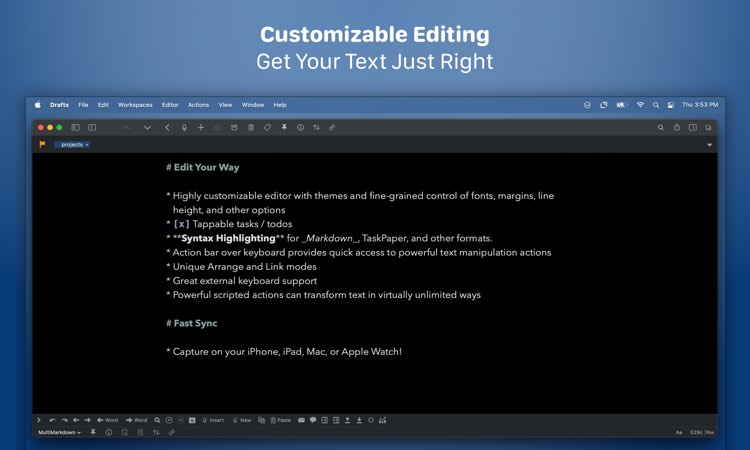 Customizable Editing
Get Your Text Just Right
Drafts File Edit Workspaces Editor Actions View Window Help Thu 3:53 PM
projects
# Edit Your Way
* Highly customizable editor with themes and fine-grained control of fonts, margins, line
height, and other options
* [x] Tappable tasks / todos
* **Syntax Highlighting** for _Markdown_, TaskPaper, and other formats.
* Action bar over keyboard provides quick access to powerful text manipulation actions
* Unique Arrange and Link modes
* Great external keyboard support
* Powerful scripted actions can transform text in virtually unlimited ways
# Fast Sync
* Capture on your iPhone, iPad, Mac, or Apple Watch!
Word Word Insert New Paste
MultiMarkdown Aa 529c 74w